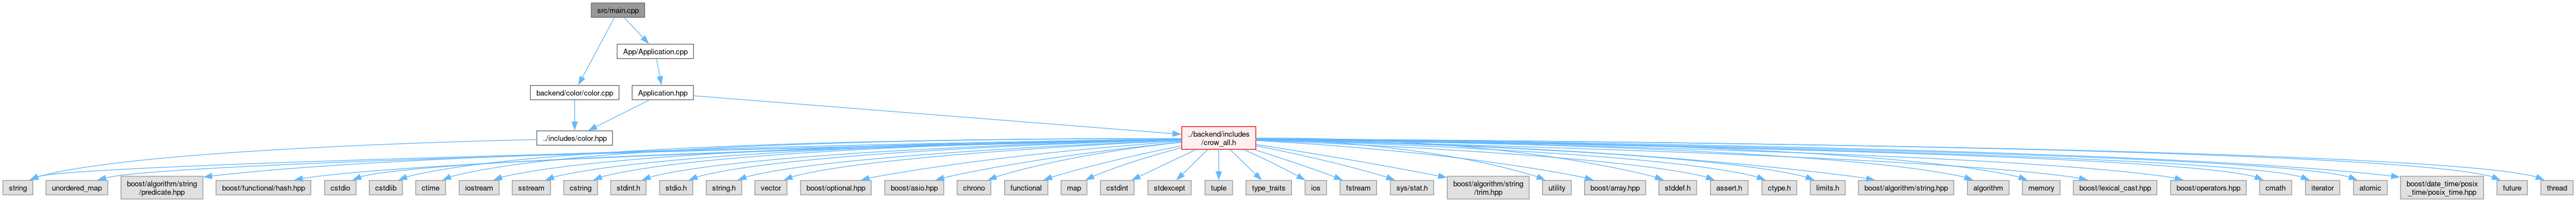 src/main.cpp
App/Application.cpp
backend/color/color.cpp
Application.hpp
../includes/color.hpp
../backend/includes
/crow_all.h
string
unordered_map
boost/algorithm/string
/predicate.hpp
boost/functional/hash.hpp
cstdio
cstdlib
ctime
iostream
sstream
cstring
stdint.h
stdio.h
string.h
vector
boost/optional.hpp
boost/asio.hpp
chrono
functional
map
cstdint
stdexcept
tuple
type_traits
ios
fstream
sys/stat.h
boost/algorithm/string
/trim.hpp
utility
boost/array.hpp
stddef.h
assert.h
ctype.h
limits.h
boost/algorithm/string.hpp
algorithm
memory
boost/lexical_cast.hpp
boost/operators.hpp
cmath
iterator
atomic
boost/date_time/posix
_time/posix_time.hpp
future
thread